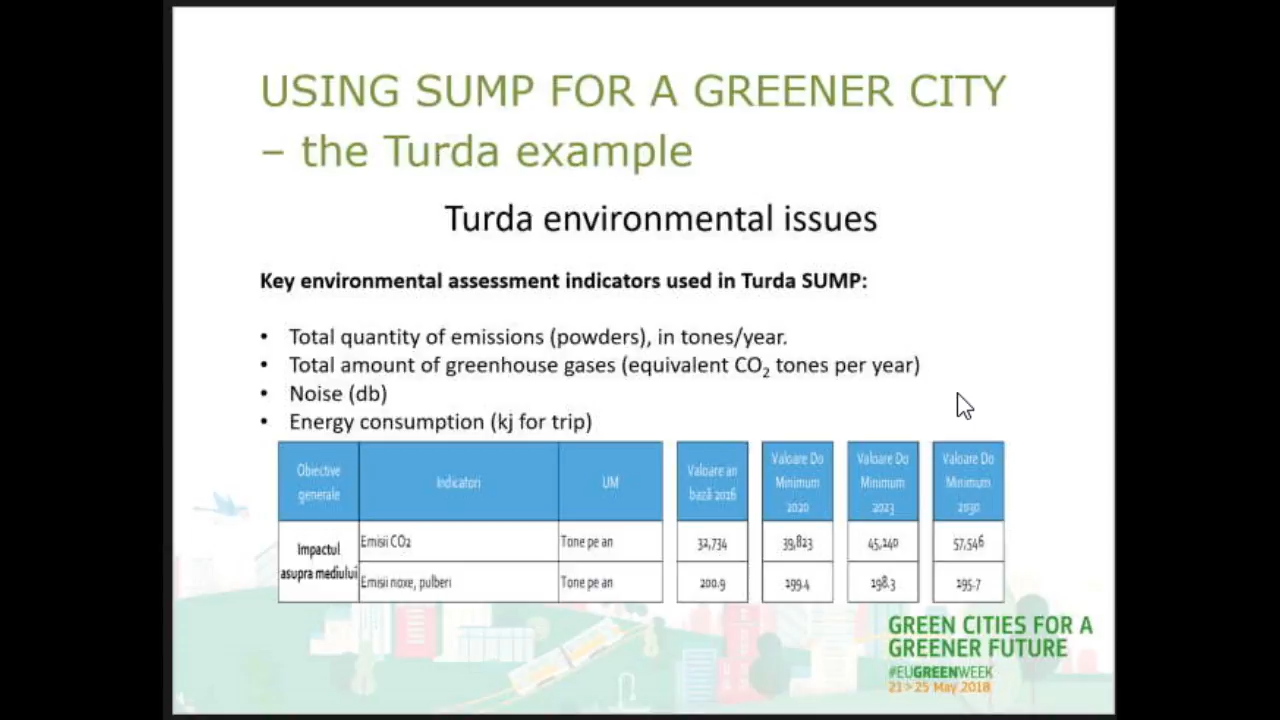 USING SUMP FOR A GREENER CITY
– the Turda example
Turda environmental issues
Key environmental assessment indicators used in Turda SUMP:
• Total quantity of emissions (powders), in tones/year.
• Total amount of greenhouse gases (equivalent CO₂ tones per year)
• Noise (db)
• Energy consumption (kj for trip)
Obiective generale Indicatori UM Valoare an bază 2016 Valoare Do Minimum 2020 Valoare Do Minimum 2023 Valoare Do Minimum 2030
Impactul asupra mediului
Emisii CO2 Tone pe an 32,734 39,823 45,240 57,546
Emisii noxe, pulberi Tone pe an 200.9 199.4 198.3 195.7
GREEN CITIES FOR A
GREENER FUTURE
#EUGREENWEEK
21 > 25 May 2018